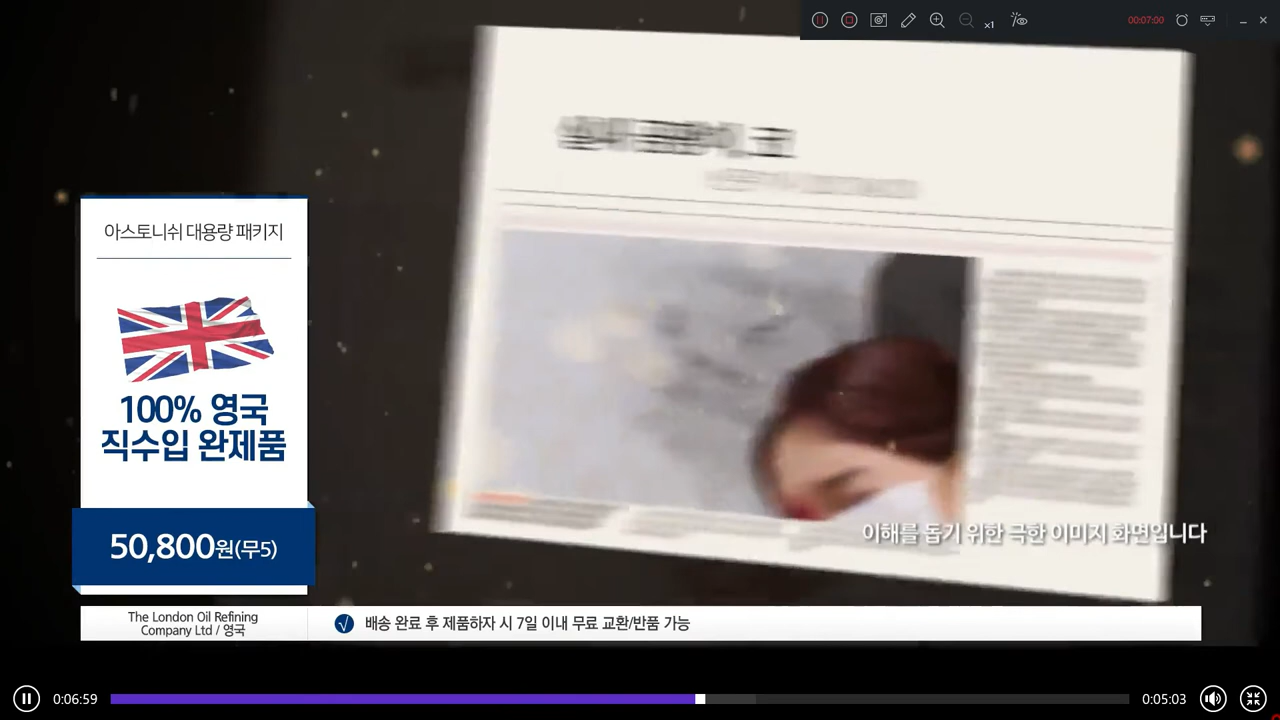 x1
00:07:00
아스토니쉬 대용량 패키지
100% 영국
직수입 완제품
50,800원(무5)
이해를 돕기 위한 극한 이미지 화면입니다
The London Oil Refining
Company Ltd / 영국
배송 완료 후 제품하자 시 7일 이내 무료 교환/반품 가능
0:06:59
0:05:03